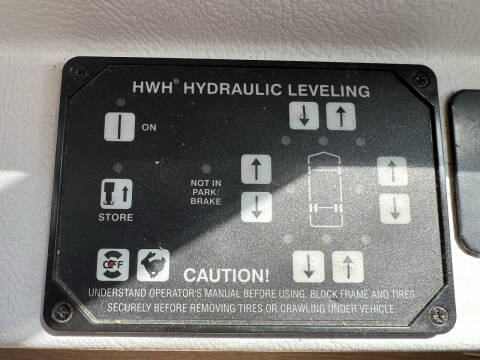 HWH® HYDRAULIC LEVELING
ON
NOT IN
PARK/
BRAKE
STORE
OFF
CAUTION!
UNDERSTAND OPERATOR'S MANUAL BEFORE USING. BLOCK FRAME AND TIRES
SECURELY BEFORE REMOVING TIRES OR CRAWLING UNDER VEHICLE.